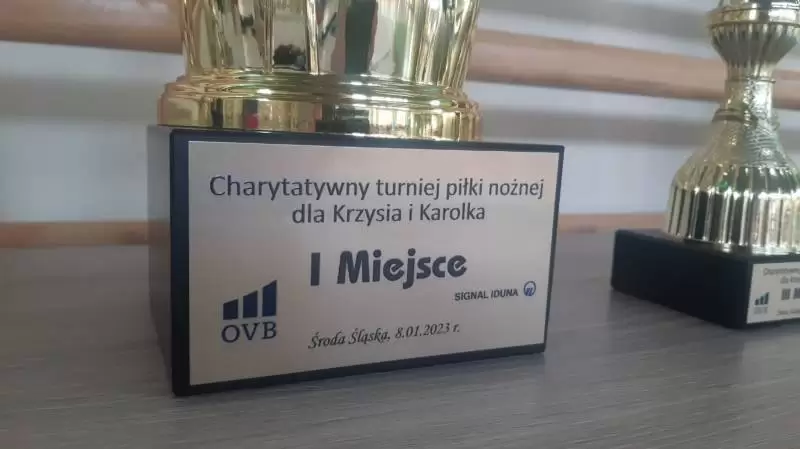 Charytatywny turniej piłki nożnej
dla Krzysia i Karolka
I Miejsce
SIGNAL IDUNA
OVB
Środa Śląska, 8.01.2023 r.